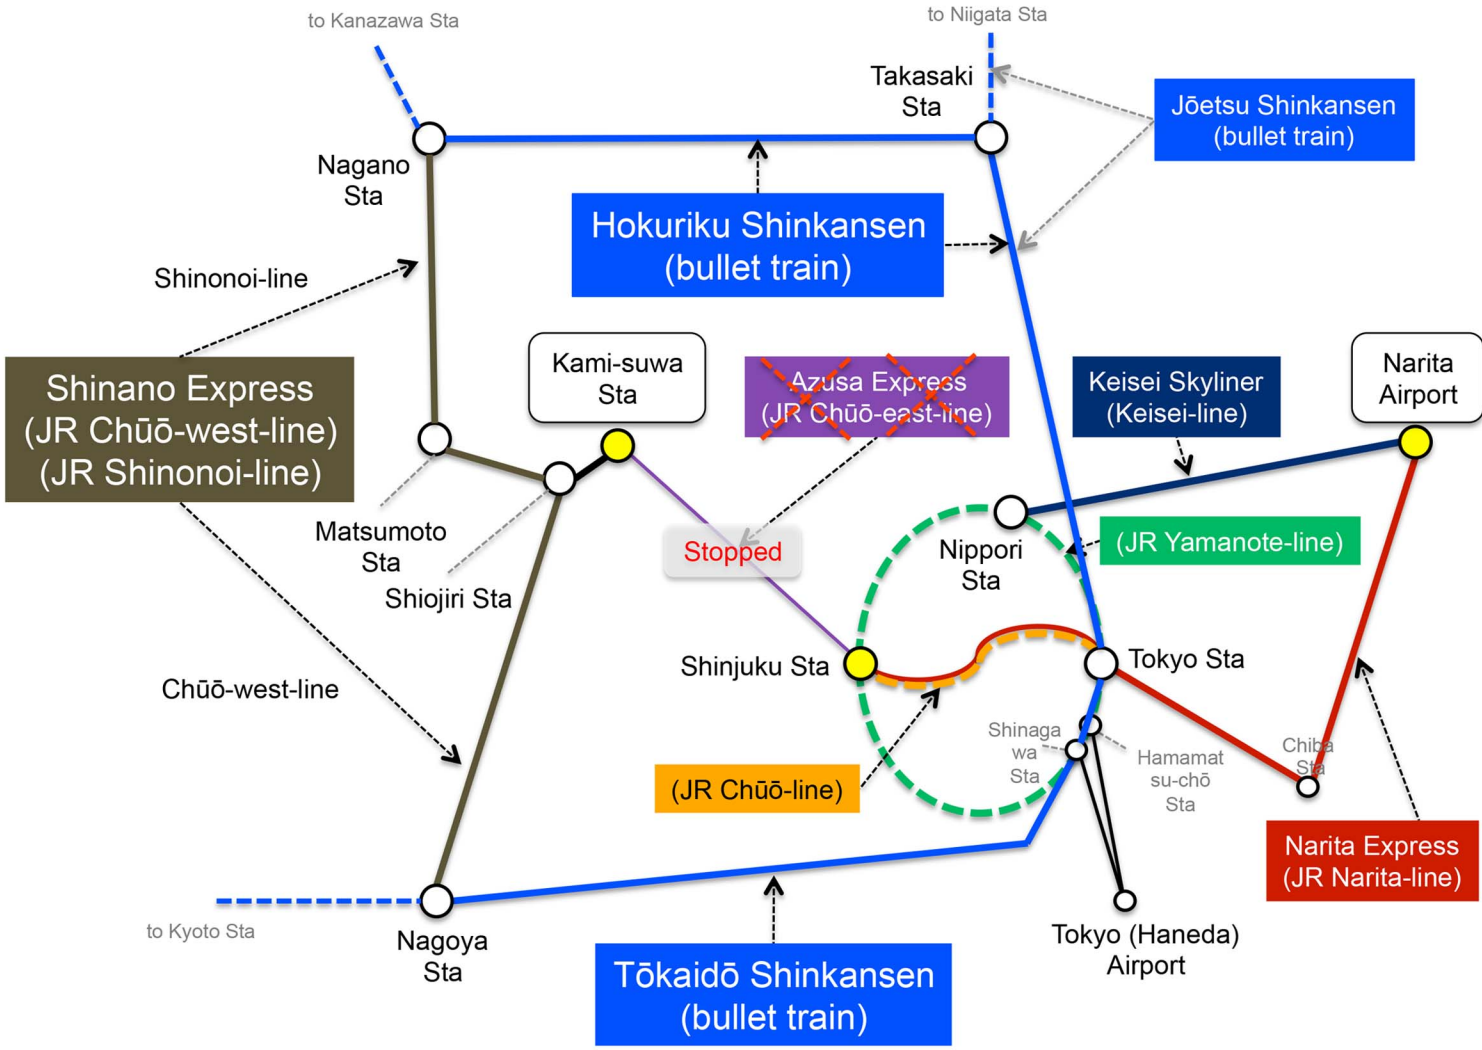 to Kanazawa Sta
to Niigata Sta
Takasaki
Sta
Jōetsu Shinkansen
(bullet train)
Nagano
Sta
Hokuriku Shinkansen
(bullet train)
Shinonoi-line
Kami-suwa
Sta
Azusa Express
(JR Chūō-east-line)
Keisei Skyliner
(Keisei-line)
Narita
Airport
Shinano Express
(JR Chūō-west-line)
(JR Shinonoi-line)
Matsumoto
Sta
Stopped
Nippori
Sta
(JR Yamanote-line)
Shiojiri Sta
Shinjuku Sta
Tokyo Sta
Chūō-west-line
Shinaga
wa
Sta
Hamamat
su-chō
Sta
Chiba
Sta
(JR Chūō-line)
Narita Express
(JR Narita-line)
to Kyoto Sta
Nagoya
Sta
Tokyo (Haneda)
Airport
Tōkaidō Shinkansen
(bullet train)